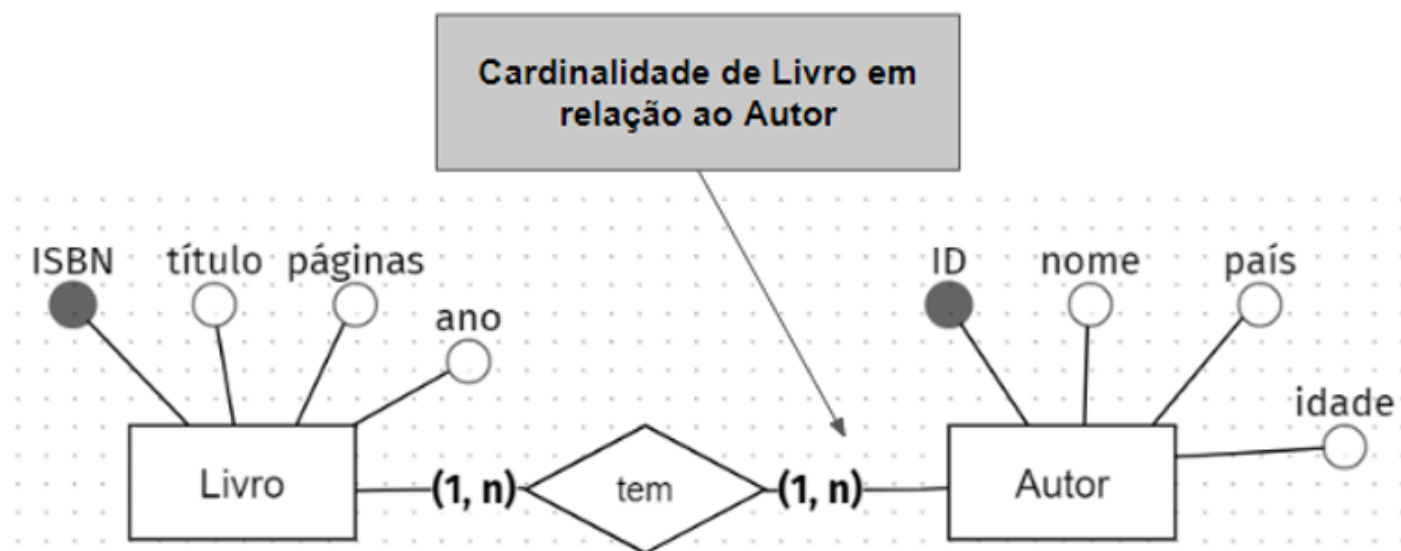 Cardinalidade de Livro em
relação ao Autor
ISBN título páginas
ano
ID nome país
idade
Livro (1, n) tem (1, n) Autor